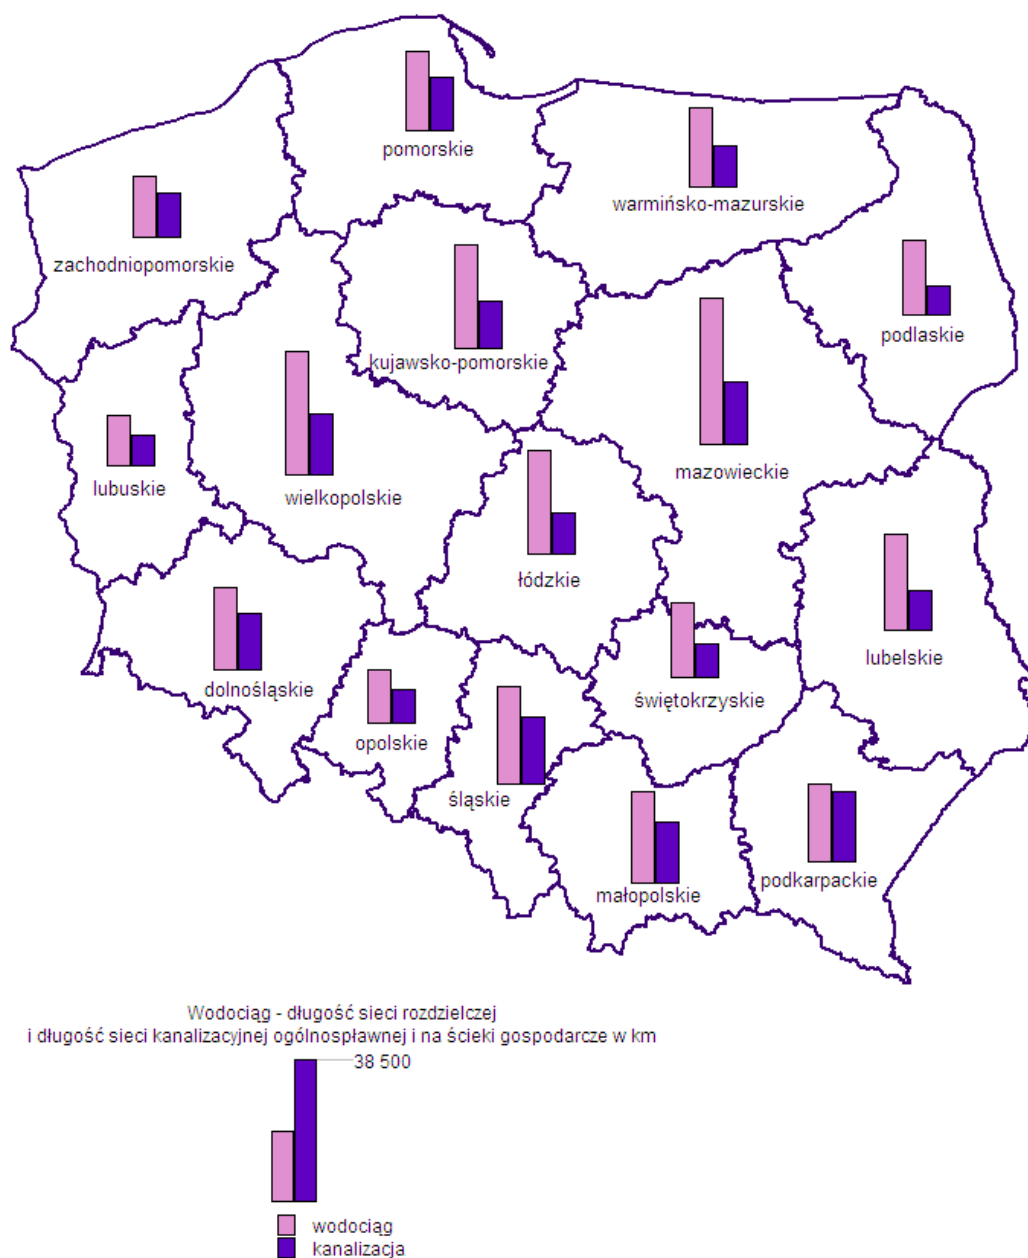 pomorskie
warmińsko-mazurskie
zachodniopomorskie
podlaskie
kujawsko-pomorskie
mazowieckie
lubuskie
wielkopolskie
łódzkie
lubelskie
dolnośląskie
świętokrzyskie
opolskie
śląskie
podkarpackie
małopolskie
Wodociąg - długość sieci rozdzielczej
i długość sieci kanalizacyjnej ogólnospławnej i na ścieki gospodarcze w km
38 500
wodociąg
kanalizacja